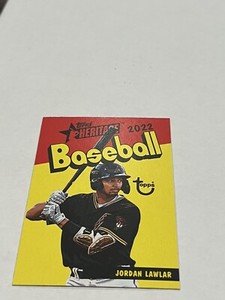 Topps
HERITAGE 2022
Baseball
topps
JORDAN LAWLAR